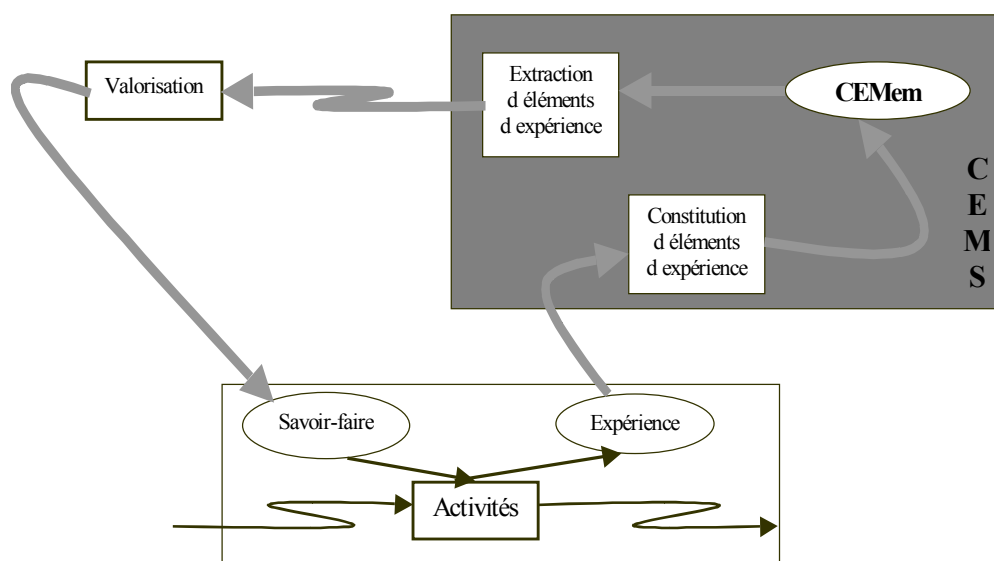 Valorisation
Extraction
d éléments
d expérience
CEMem
C
E
M
S
Constitution
d éléments
d expérience
Savoir-faire
Expérience
Activités